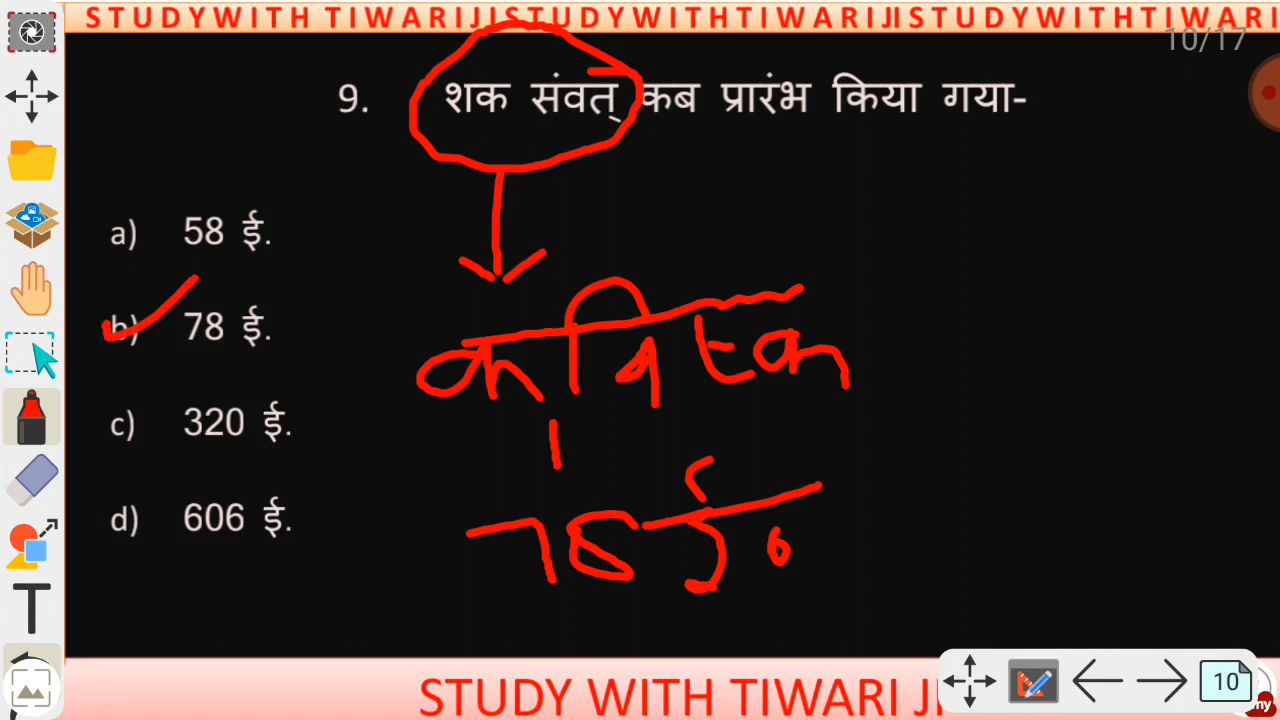 STUDYWITH TIWARIJISTUDYWITHTIWARIJISTUDYWITHTIWARI
10/17
9. शक संवत् कब प्रारंभ किया गया-
a) 58 ई.
b) 78 ई.
c) 320 ई.
d) 606 ई.
कनिष्क
78 ई०
T
STUDY WITH TIWARI JI
10
my